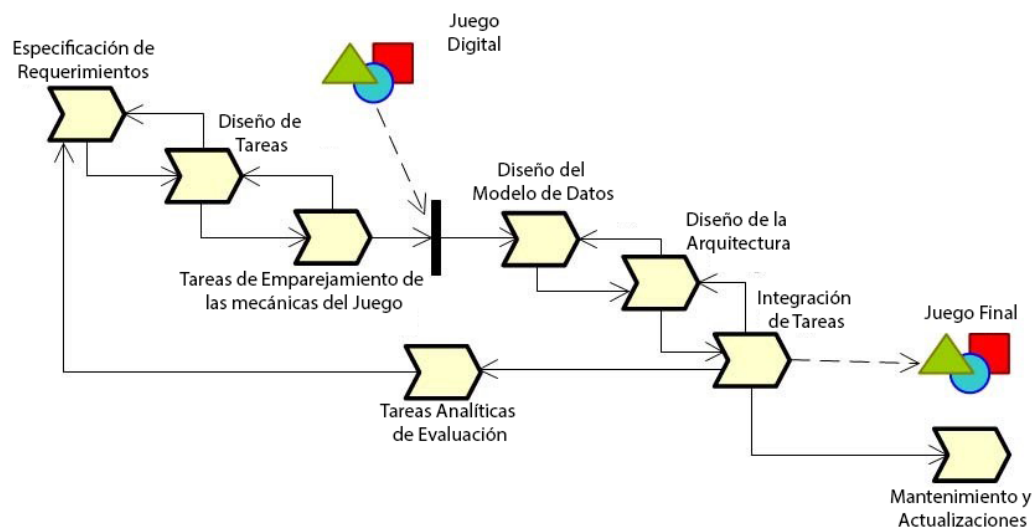 Juego
Digital
Especificación de
Requerimientos
Diseño de
Tareas
Diseño del
Modelo de Datos
Tareas de Emparejamiento de
las mecánicas del Juego
Diseño de la
Arquitectura
Integración
de Tareas
Juego Final
Tareas Analíticas
de Evaluación
Mantenimiento y
Actualizaciones